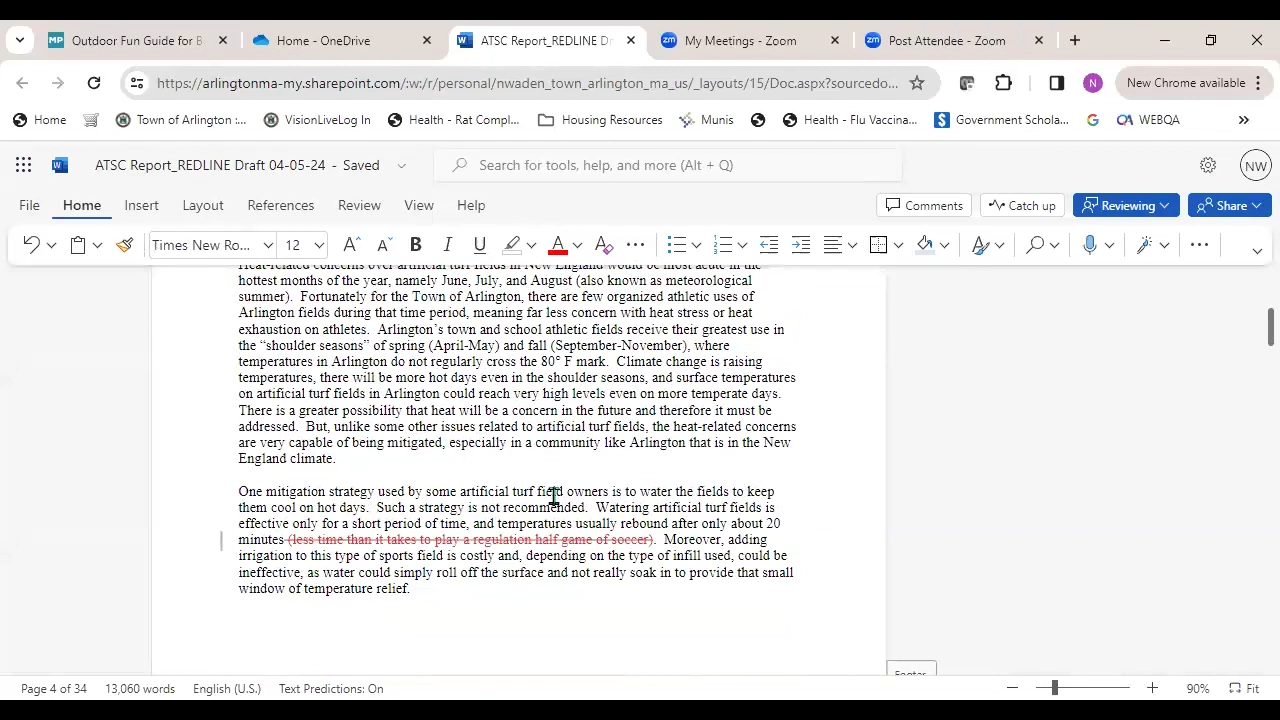 Outdoor Fun Guide for B
Home - OneDrive
ATSC Report_REDLINE Dr
My Meetings - Zoom
Post Attendee - Zoom
https://arlingtonma-my.sharepoint.com/:w:/r/personal/nwaden_town_arlington_ma_us/_layouts/15/Doc.aspx?sourcedo...
N
New Chrome available
Home
Town of Arlington :...
VisionLiveLog In
Health - Rat Compl...
Housing Resources
Munis
Health - Flu Vaccina...
Government Schola...
WEBQA
ATSC Report_REDLINE Draft 04-05-24 - Saved
Search for tools, help, and more (Alt + Q)
NW
File Home Insert Layout References Review View Help
Comments
Catch up
Reviewing
Share
Times New Ro...
12
Heat-related concerns over artificial turf fields in New England would be most acute in the
hottest months of the year, namely June, July, and August (also known as meteorological
summer). Fortunately for the Town of Arlington, there are few organized athletic uses of
Arlington fields during that time period, meaning far less concern with heat stress or heat
exhaustion on athletes. Arlington’s town and school athletic fields receive their greatest use in
the “shoulder seasons” of spring (April-May) and fall (September-November), where
temperatures in Arlington do not regularly cross the 80° F mark. Climate change is raising
temperatures, there will be more hot days even in the shoulder seasons, and surface temperatures
on artificial turf fields in Arlington could reach very high levels even on more temperate days.
There is a greater possibility that heat will be a concern in the future and therefore it must be
addressed. But, unlike some other issues related to artificial turf fields, the heat-related concerns
are very capable of being mitigated, especially in a community like Arlington that is in the New
England climate.
One mitigation strategy used by some artificial turf field owners is to water the fields to keep
them cool on hot days. Such a strategy is not recommended. Watering artificial turf fields is
effective only for a short period of time, and temperatures usually rebound after only about 20
minutes (less time than it takes to play a regulation half game of soccer). Moreover, adding
irrigation to this type of sports field is costly and, depending on the type of infill used, could be
ineffective, as water could simply roll off the surface and not really soak in to provide that small
window of temperature relief.
Footer
Page 4 of 34
13,060 words
English (U.S.)
Text Predictions: On
90%
Fit